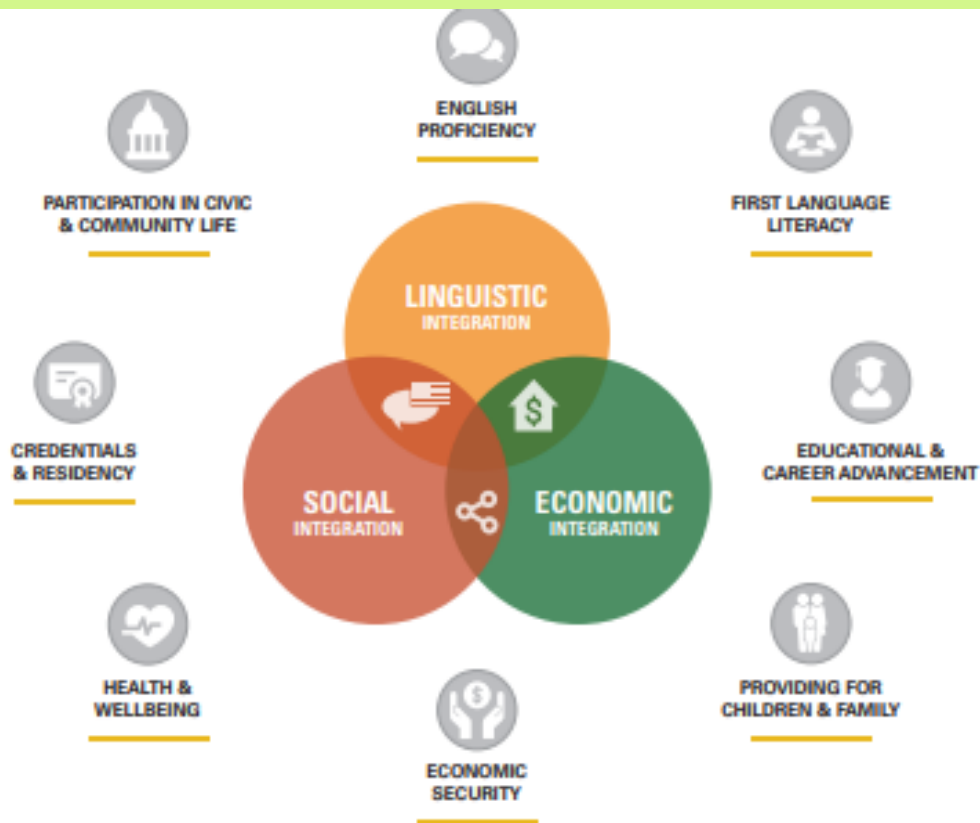 ENGLISH
PROFICIENCY
PARTICIPATION IN CIVIC
& COMMUNITY LIFE
FIRST LANGUAGE
LITERACY
LINGUISTIC
INTEGRATION
$
CREDENTIALS
& RESIDENCY
EDUCATIONAL &
CAREER ADVANCEMENT
SOCIAL
INTEGRATION
ECONOMIC
INTEGRATION
HEALTH &
WELLBEING
PROVIDING FOR
CHILDREN & FAMILY
$
ECONOMIC
SECURITY